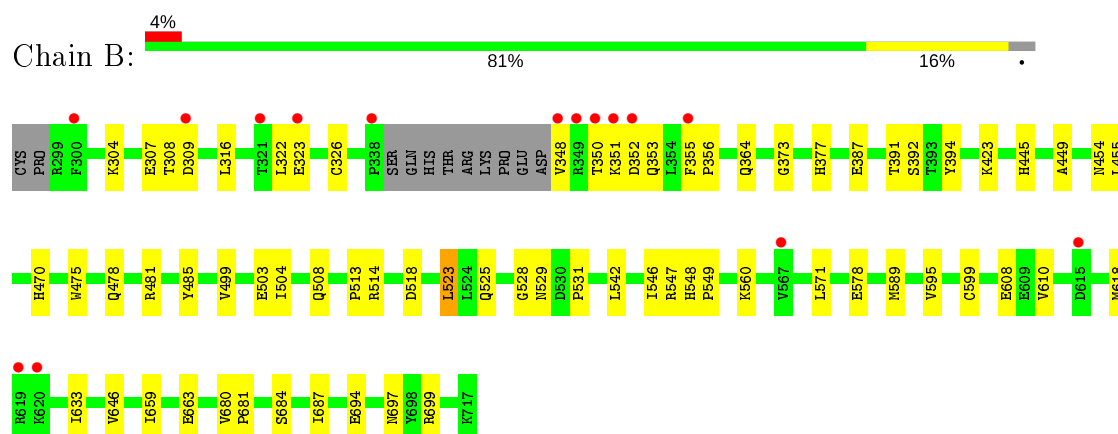 4%
Chain B:
81% 16% •
CYS PRO R299 F300 K304 E307 T308 D309 L316 T321 L322 E323 C326 P338 SER GLN HIS THR ARG LYS PRO GLU ASP V348 R349 T350 K351 D352 Q353 L354 F355 P356 Q364 G373 H377 E387 T391 S392 T393 Y394 K423 H445 A449 N454 L455
H470 W475 Q478 R481 Y485 V499 E503 I504 Q508 P513 R514 D518 L523 L524 Q525 G528 N529 D530 P531 L542 I546 R547 H548 P549 K560 V567 L571 E578 M589 V595 C599 E608 E609 V610 D615 M618
R619 K620 I633 V646 I659 E663 V680 P681 S684 I687 E694 N697 Y698 R699 K717